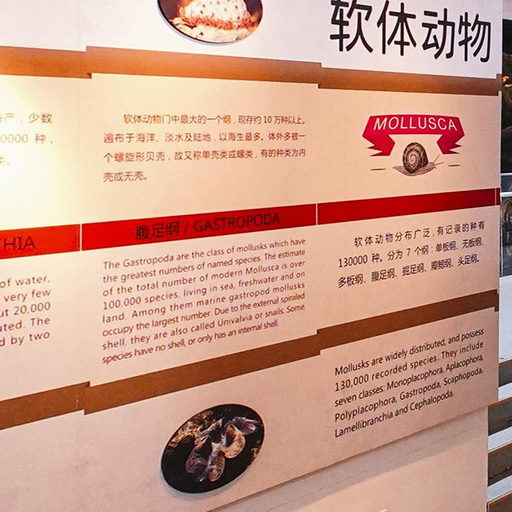 软体动物
产，少数
0000 种，
类。
软体动物门中最大的一个纲，现存约 10 万种以上。
遍布于海洋、淡水及陆地，以海生最多。体外多被一
个螺旋形贝壳，故又称单壳类或螺类，有的种类为内
壳或无壳。
MOLLUSCA
CHIA
腹足纲 / GASTROPODA
软体动物分布广泛，有记录的种有
130000 种。分为 7 个纲：单板纲、无板纲、
多板纲、腹足纲、掘足纲、瓣鳃纲、头足纲。
of water,
very few
ut 20,000
uted. The
d by two
The Gastropoda are the class of mollusks which have
the greatest numbers of named species. The estimate
of the total number of modern Mollusca is over
100,000 species, living in sea, freshwater and on
land. Among them marine gastropod mollusks
occupy the largest number. Due to the external spiraled
shell, they are also called Univalvia or snails. Some
species have no shell, or only has an internal shell.
Mollusks are widely distributed, and possess
130,000 recorded species. They include
seven classes: Monoplacophora, Aplacophora,
Polyplacophora, Gastropoda, Scaphopoda,
Lamellibranchia and Cephalopoda.